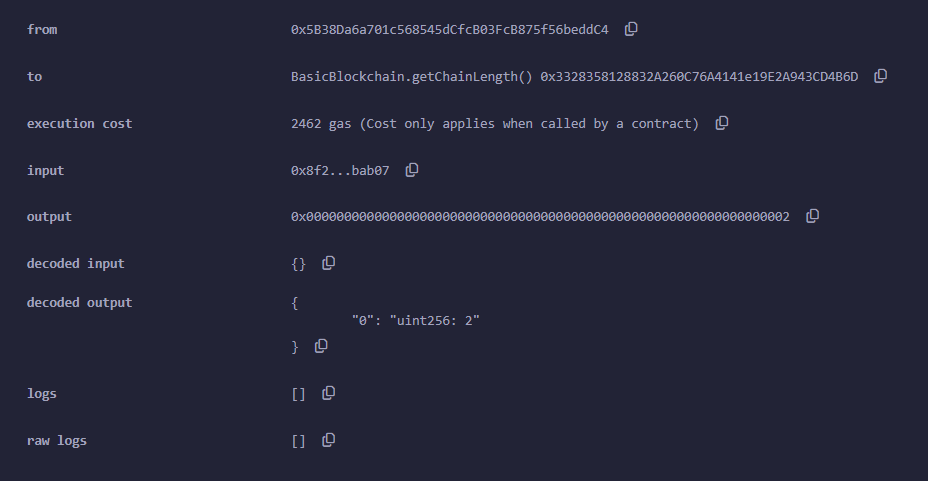 from 0x5B38Da6a701c568545dCfcB03FcB875f56beddC4
to BasicBlockchain.getChainLength() 0x3328358128832A260C76A4141e19E2A943CD4B6D
execution cost 2462 gas (Cost only applies when called by a contract)
input 0x8f2...bab07
output 0x0000000000000000000000000000000000000000000000000000000000000002
decoded input {}
decoded output {
"0": "uint256: 2"
}
logs []
raw logs []